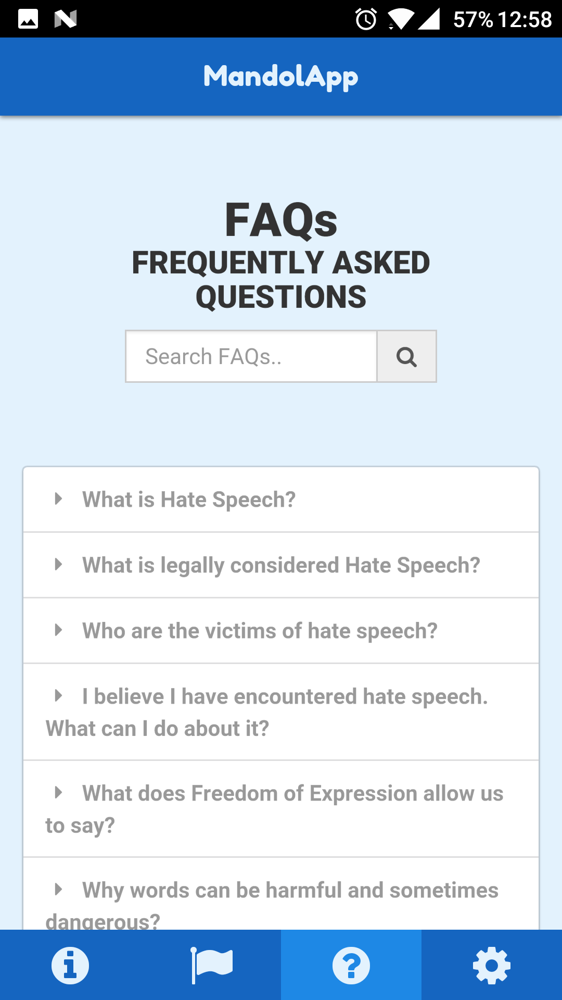 57% 12:58
MandolApp
FAQs
FREQUENTLY ASKED
QUESTIONS
Search FAQs..
What is Hate Speech?
What is legally considered Hate Speech?
Who are the victims of hate speech?
I believe I have encountered hate speech.
What can I do about it?
What does Freedom of Expression allow us
to say?
Why words can be harmful and sometimes
dangerous?